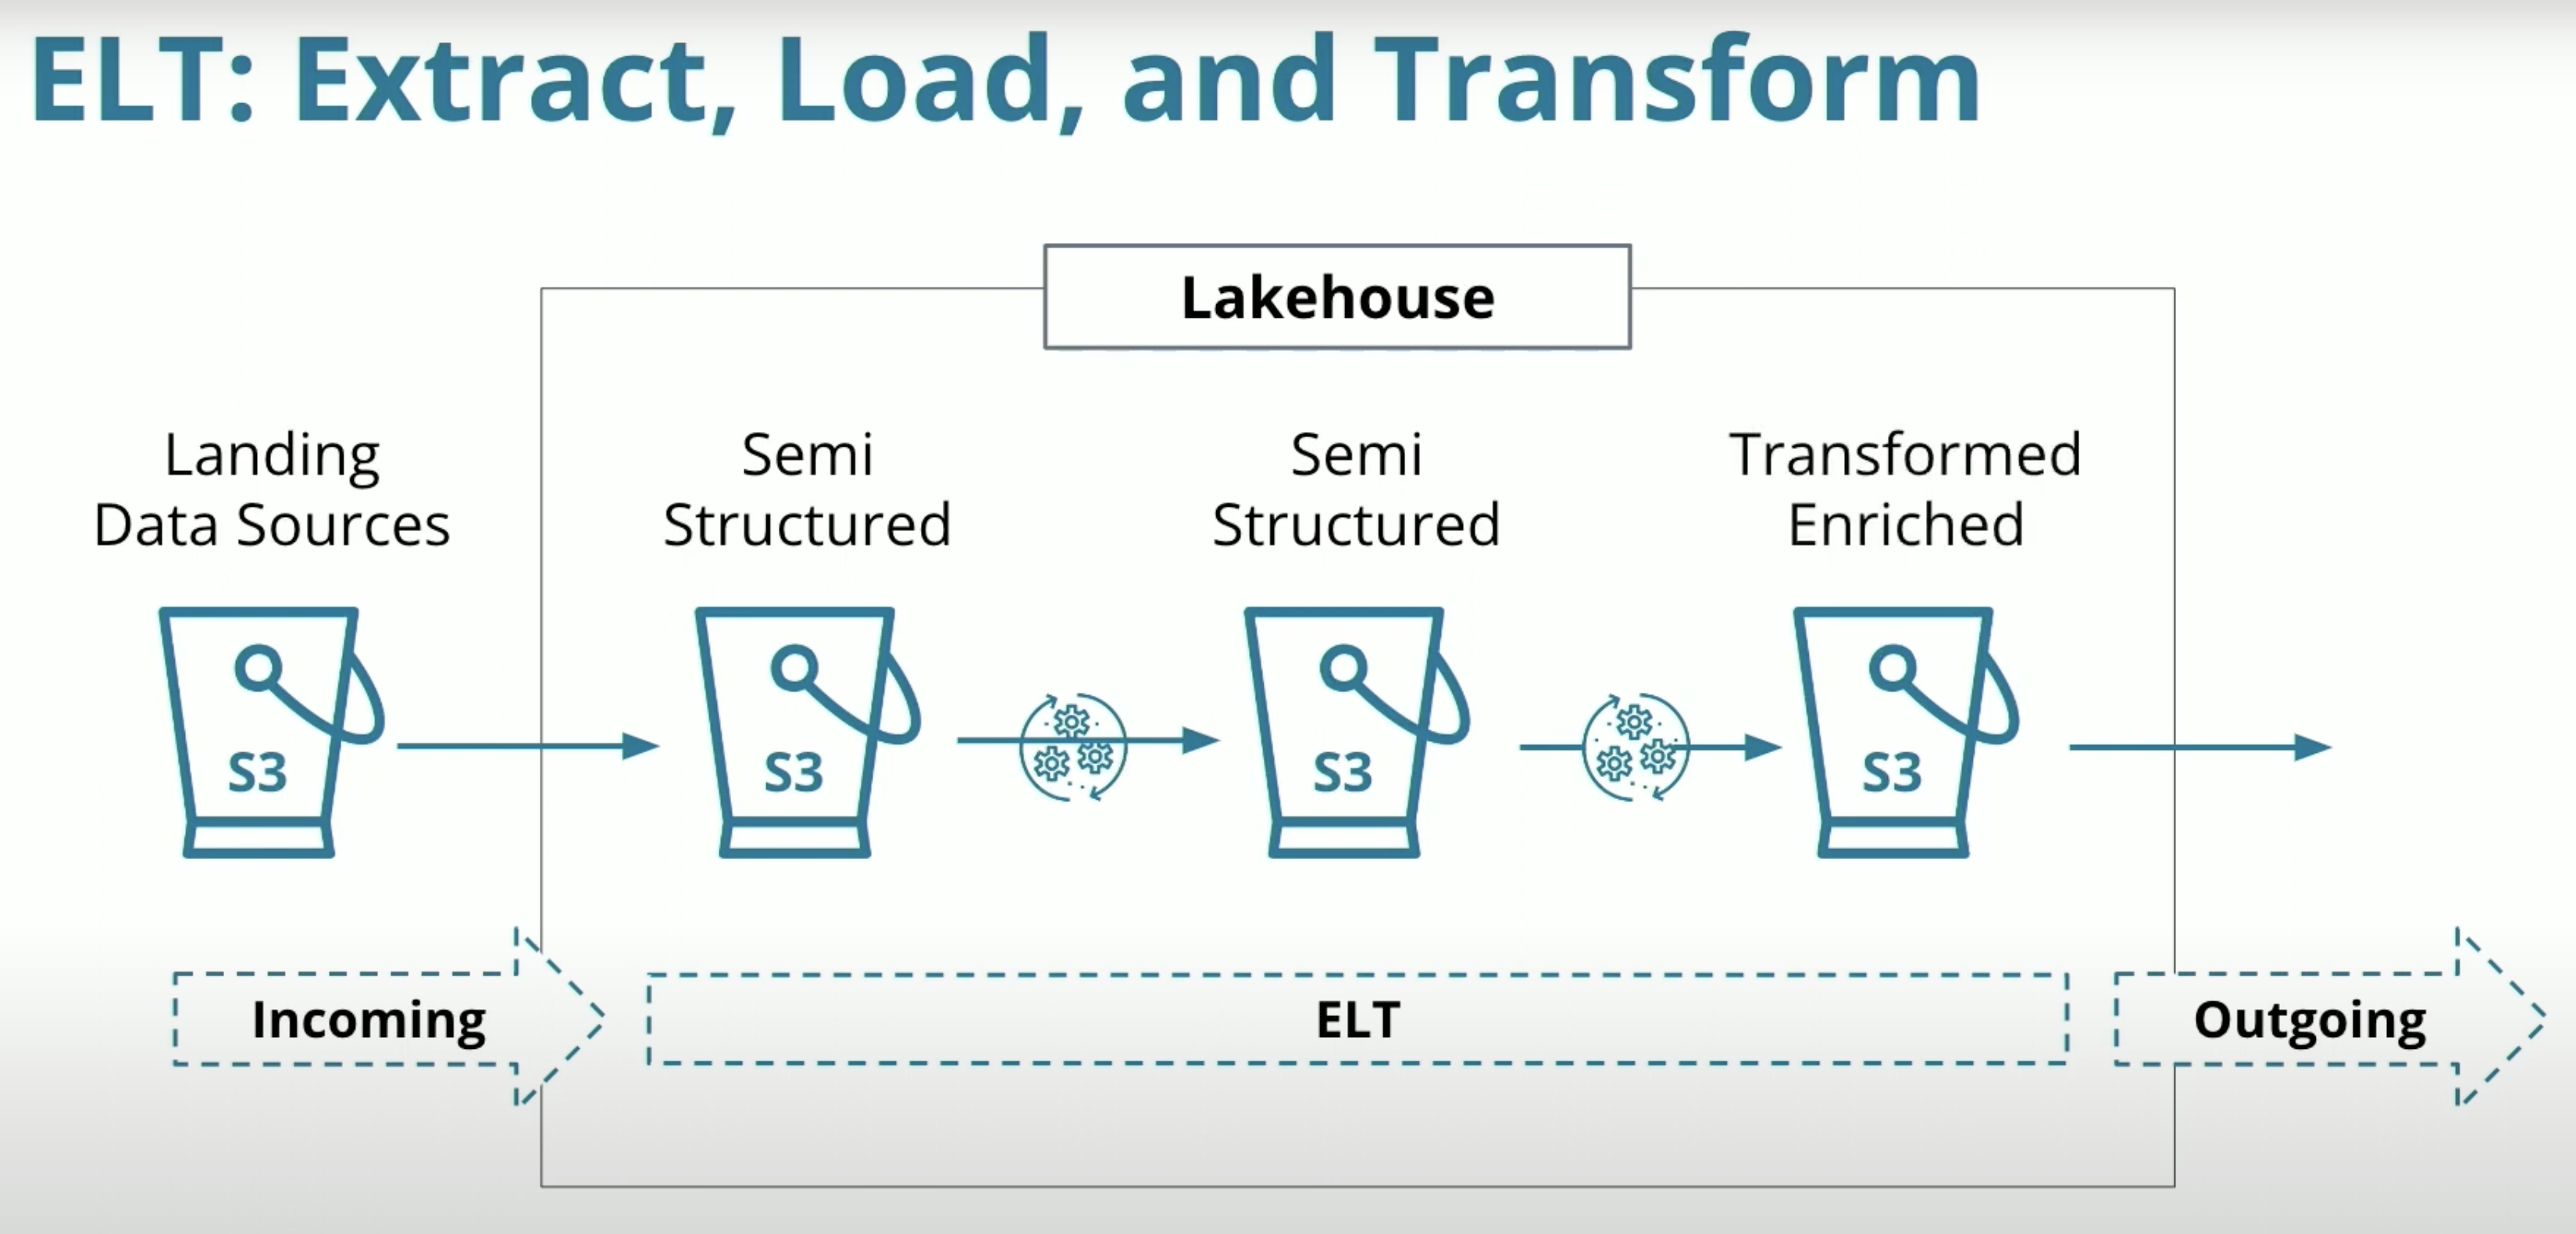 ELT: Extract, Load, and Transform
Lakehouse
Landing
Data Sources
Semi
Structured
Semi
Structured
Transformed
Enriched
S3
S3
S3
S3
Incoming
ELT
Outgoing